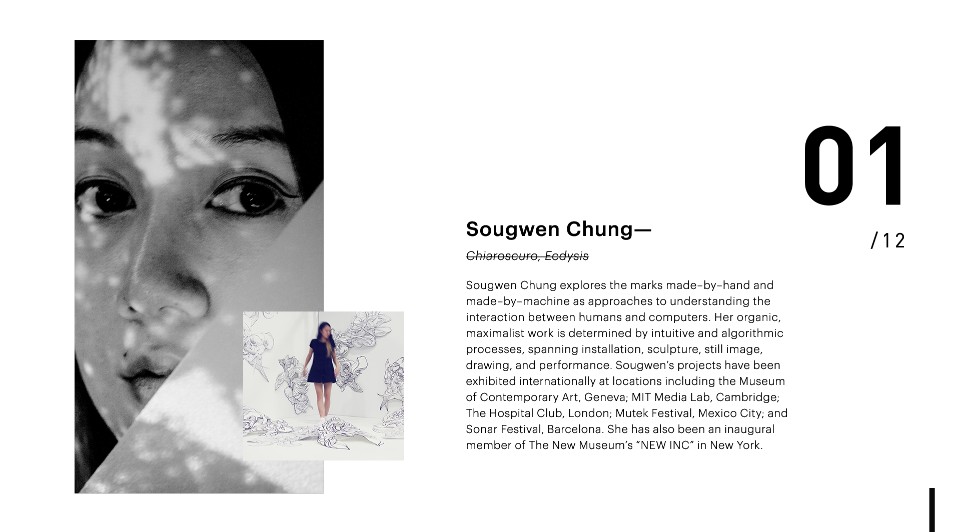 01
/12
Sougwen Chung—
Chiaroscuro, Ecdysis
Sougwen Chung explores the marks made-by-hand and
made-by-machine as approaches to understanding the
interaction between humans and computers. Her organic,
maximalist work is determined by intuitive and algorithmic
processes, spanning installation, sculpture, still image,
drawing, and performance. Sougwen's projects have been
exhibited internationally at locations including the Museum
of Contemporary Art, Geneva; MIT Media Lab, Cambridge;
The Hospital Club, London; Mutek Festival, Mexico City; and
Sonar Festival, Barcelona. She has also been an inaugural
member of The New Museum's “NEW INC” in New York.